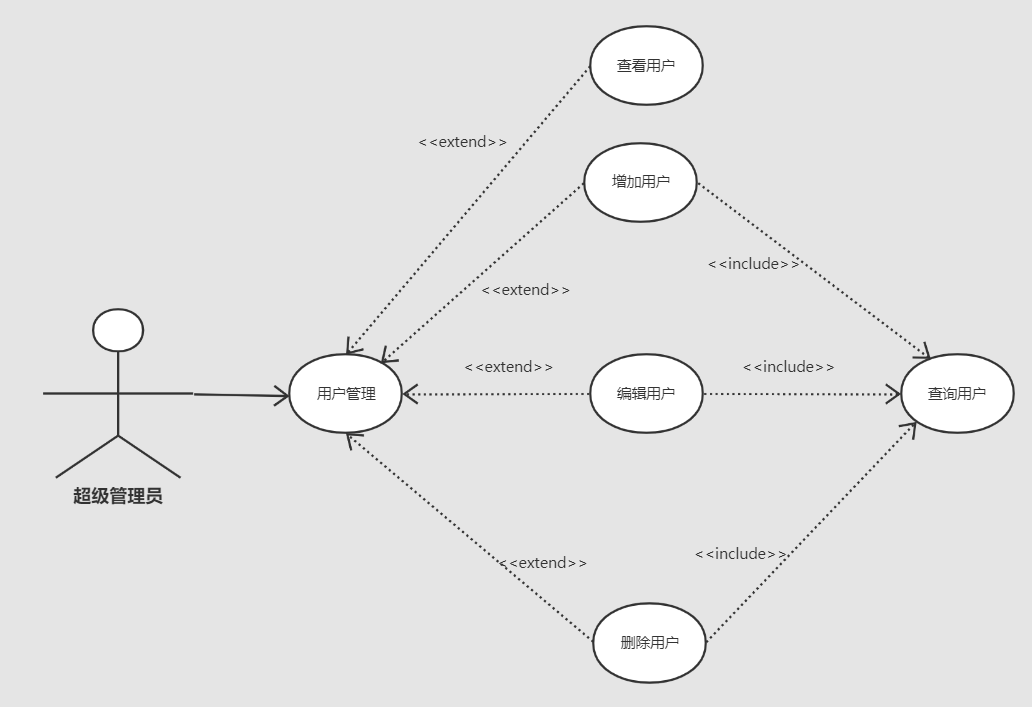 查看用户
<<extend>>
增加用户
<<include>>
<<extend>>
<<extend>>
<<include>>
用户管理
编辑用户
查询用户
超级管理员
<<include>>
<<extend>>
删除用户